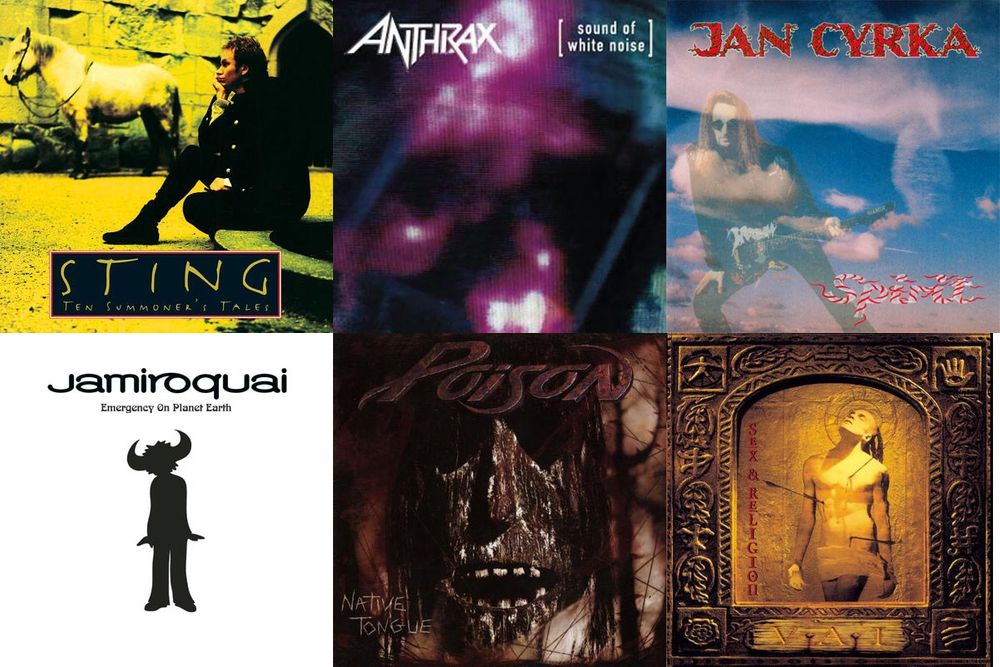 STING
TEN SUMMONER'S TALES
ANTHRAX
[ sound of
white noise ]
JAN CYRKA
SPIRIT
Jamiroquai
Emergency On Planet Earth
POISON
NATIVE
TONGUE
SEX & RELIGION
VAI